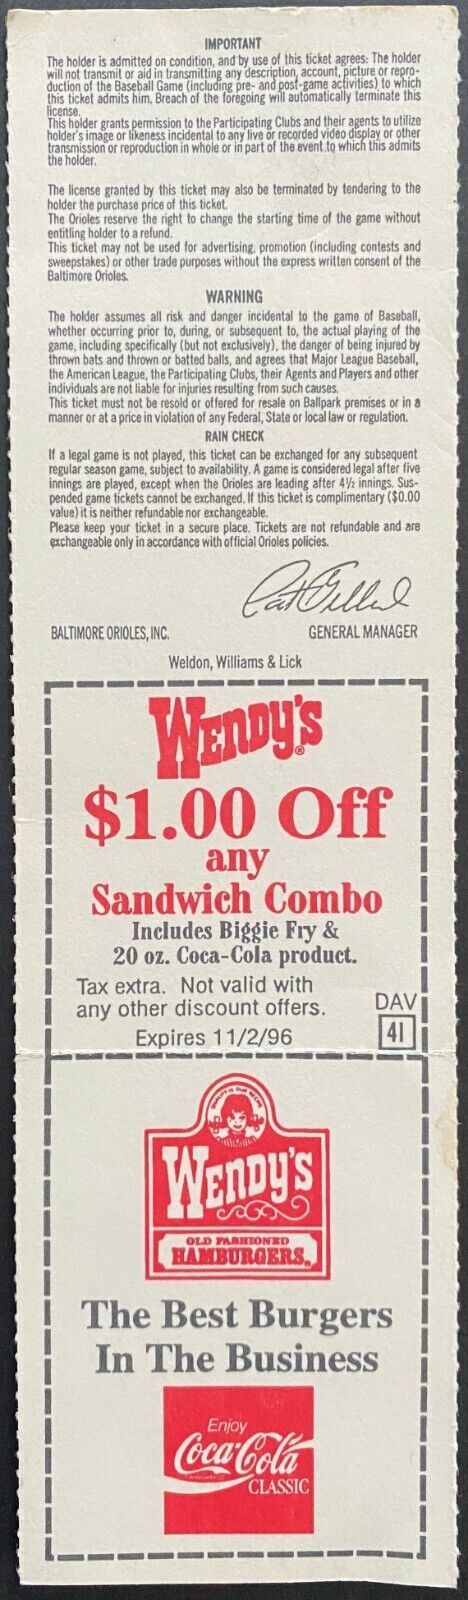 IMPORTANT
The holder is admitted on condition, and by use of this ticket agrees: The holder
will not transmit or aid in transmitting any description, account, picture or repro-
duction of the Baseball Game (including pre- and post-game activities) to which
this ticket admits him. Breach of the foregoing will automatically terminate this
license.
This holder grants permission to the Participating Clubs and their agents to utilize
holder's image or likeness incidental to any live or recorded video display or other
transmission or reproduction in whole or in part of the event to which this admits
the holder.
The license granted by this ticket may also be terminated by tendering to the
holder the purchase price of this ticket.
The Orioles reserve the right to change the starting time of the game without
entitling holder to a refund.
This ticket may not be used for advertising, promotion (including contests and
sweepstakes) or other trade purposes without the express written consent of the
Baltimore Orioles.
WARNING
The holder assumes all risk and danger incidental to the game of Baseball,
whether occurring prior to, during, or subsequent to, the actual playing of the
game, including specifically (but not exclusively), the danger of being injured by
thrown bats and thrown or batted balls, and agrees that Major League Baseball,
the American League, the Participating Clubs, their Agents and Players and other
individuals are not liable for injuries resulting from such causes.
This ticket must not be resold or offered for resale on Ballpark premises or in a
manner or at a price in violation of any Federal, State or local law or regulation.
RAIN CHECK
If a legal game is not played, this ticket can be exchanged for any subsequent
regular season game, subject to availability. A game is considered legal after five
innings are played, except when the Orioles are leading after 4½ innings. Sus-
pended game tickets cannot be exchanged. If this ticket is complimentary ($0.00
value) it is neither refundable nor exchangeable.
Please keep your ticket in a secure place. Tickets are not refundable and are
exchangeable only in accordance with official Orioles policies.
BALTIMORE ORIOLES, INC. GENERAL MANAGER
Weldon, Williams & Lick
WENDY'S®
$1.00 Off
any
Sandwich Combo
Includes Biggie Fry &
20 oz. Coca-Cola product.
Tax extra. Not valid with
any other discount offers.
Expires 11/2/96
DAV
41
QUALITY IS OUR RECIPE
WENDY'S
OLD FASHIONED
HAMBURGERS®
The Best Burgers
In The Business
Enjoy
Coca-Cola
CLASSIC